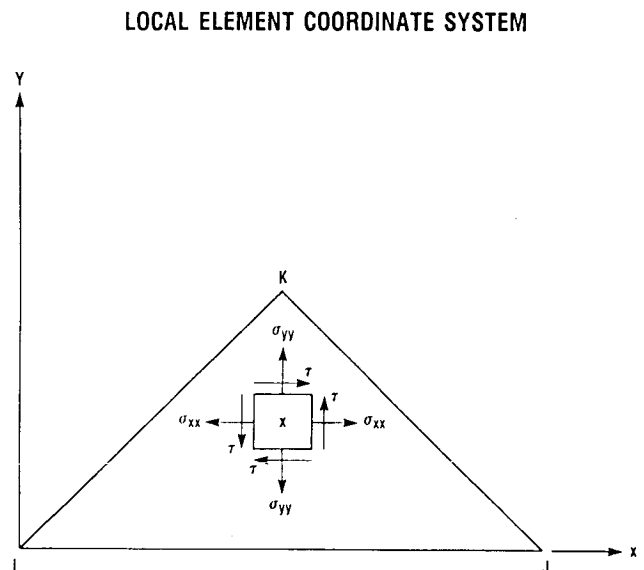 LOCAL ELEMENT COORDINATE SYSTEM
Y
K
σyy
τ
τ
σxx
x
σxx
τ
τ
σyy
x